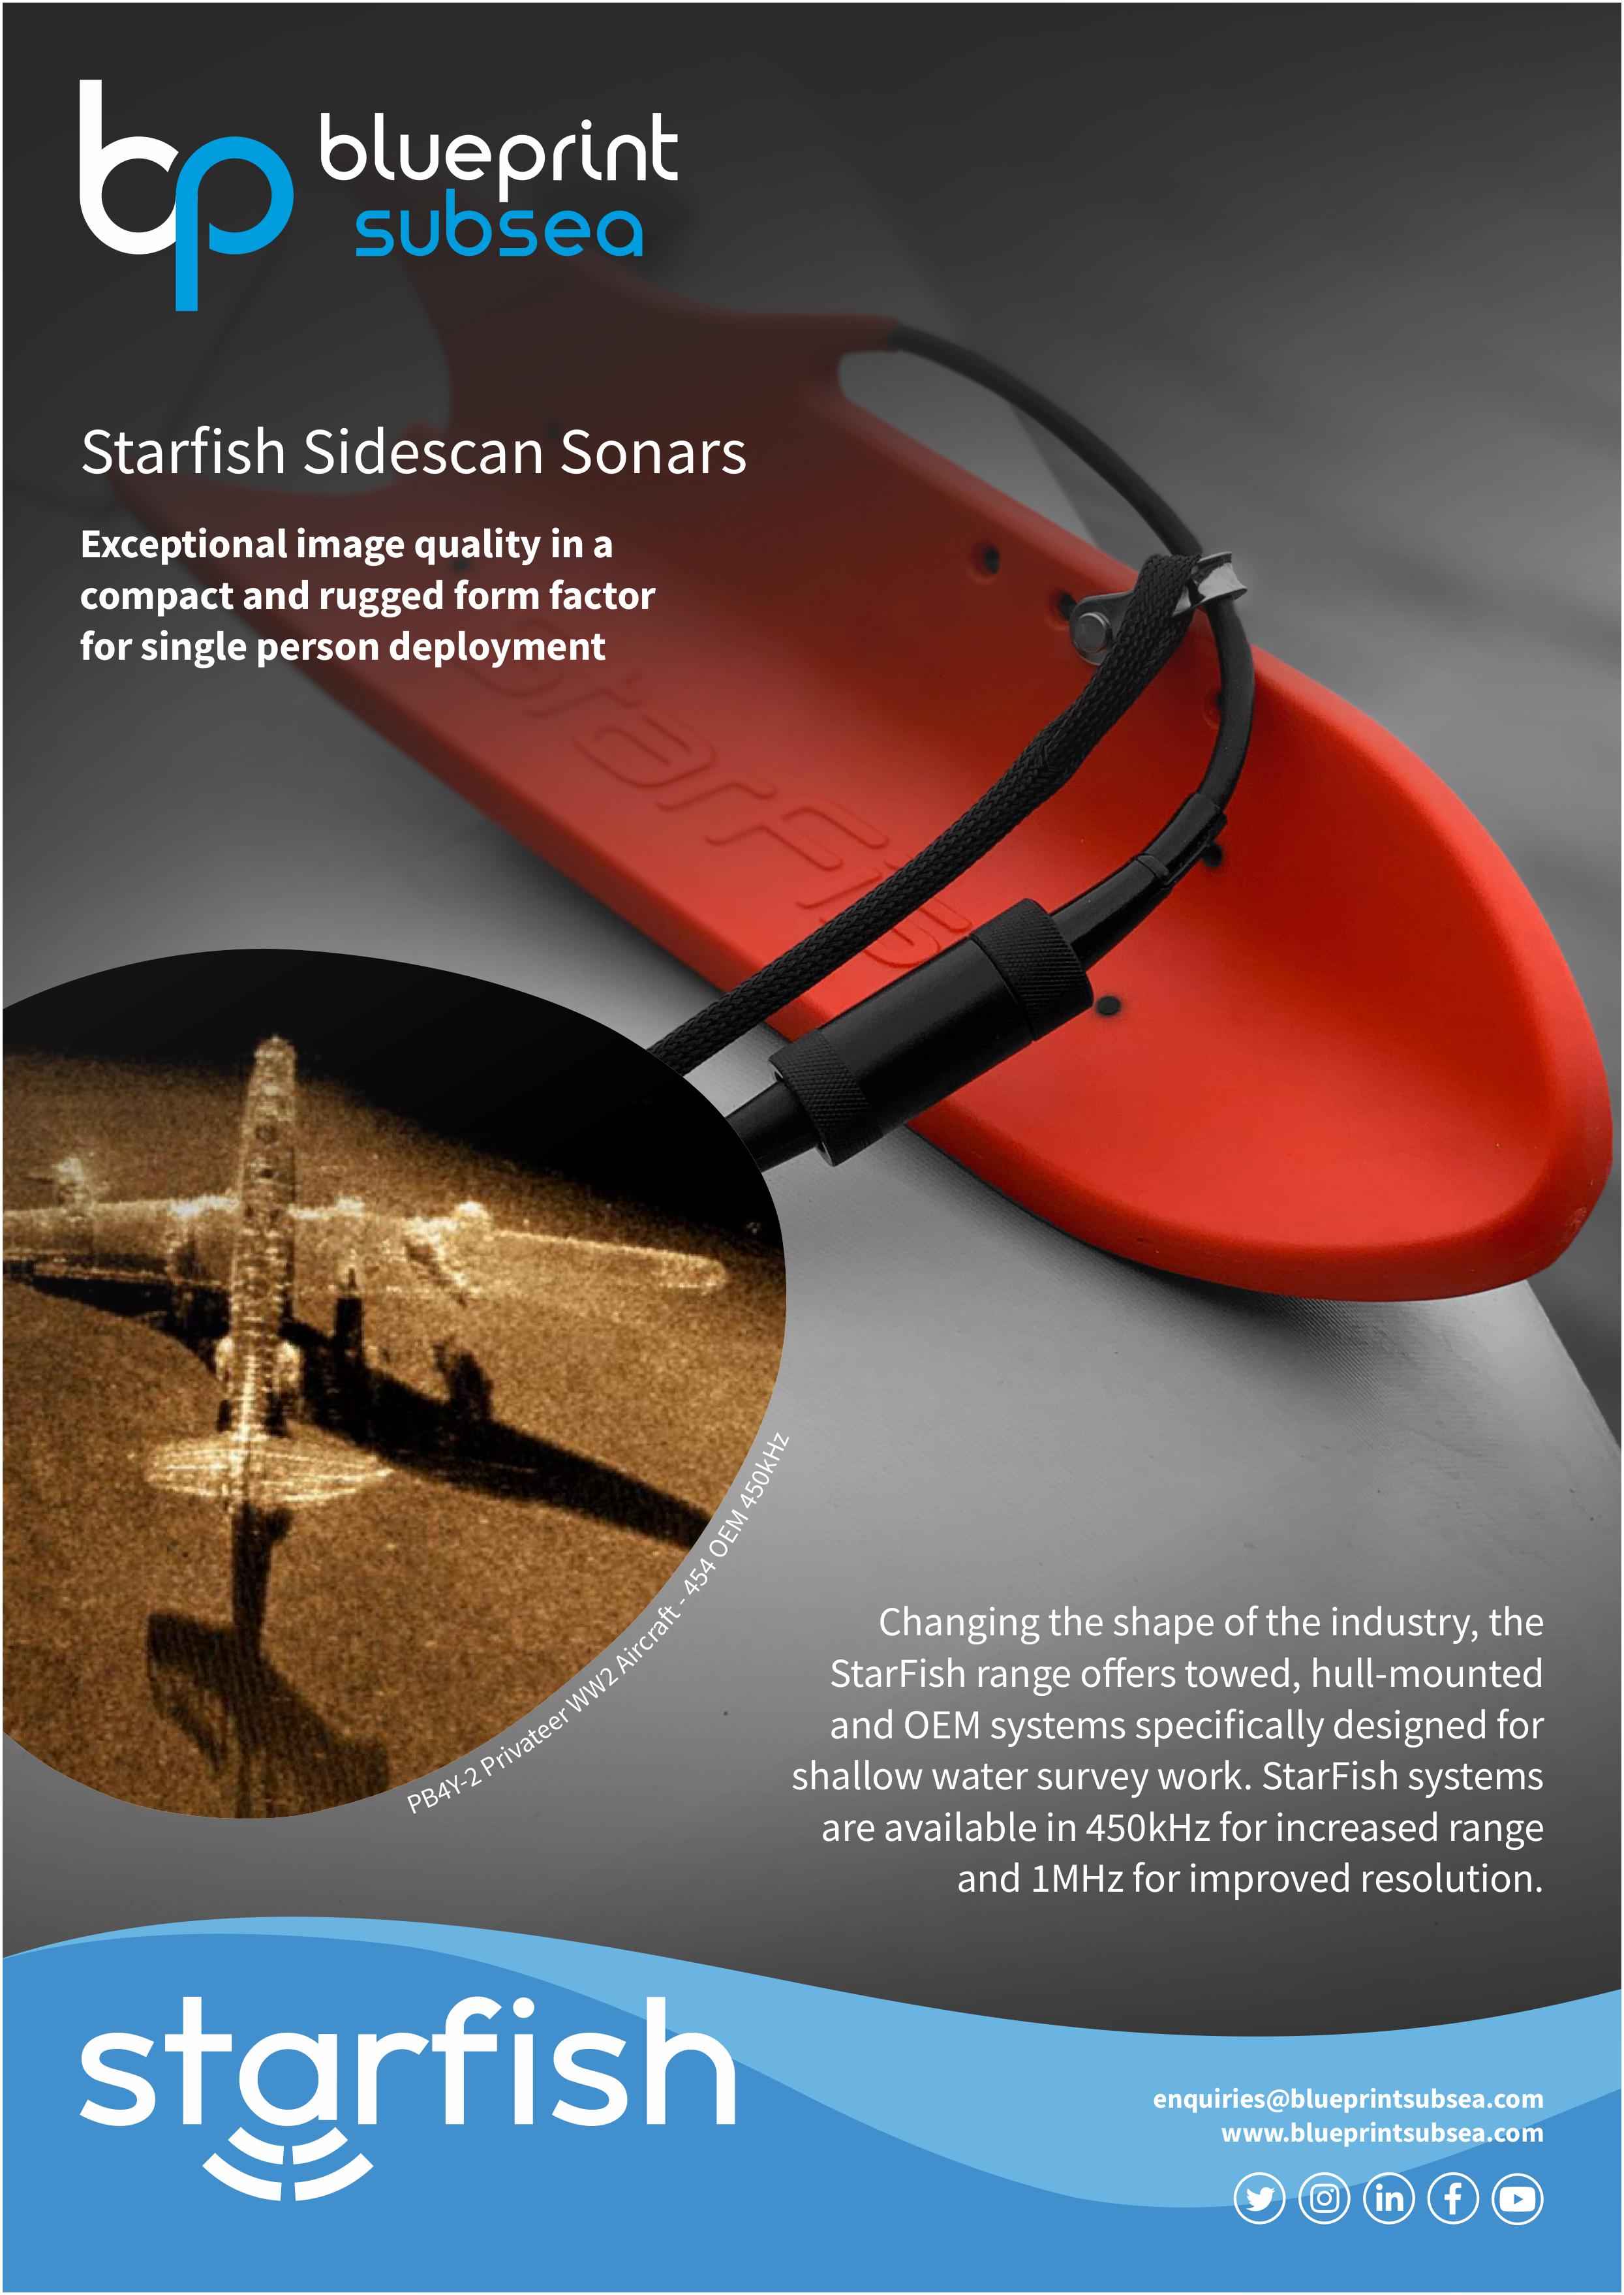 bp
blueprint
subsea
Starfish Sidescan Sonars
Exceptional image quality in a
compact and rugged form factor
for single person deployment
starfis
PB4Y-2 Privateer WW2 Aircraft - 454 OEM 450kHz
Changing the shape of the industry, the
StarFish range offers towed, hull-mounted
and OEM systems specifically designed for
shallow water survey work. StarFish systems
are available in 450kHz for increased range
and 1MHz for improved resolution.
starfish
enquiries@blueprintsubsea.com
www.blueprintsubsea.com